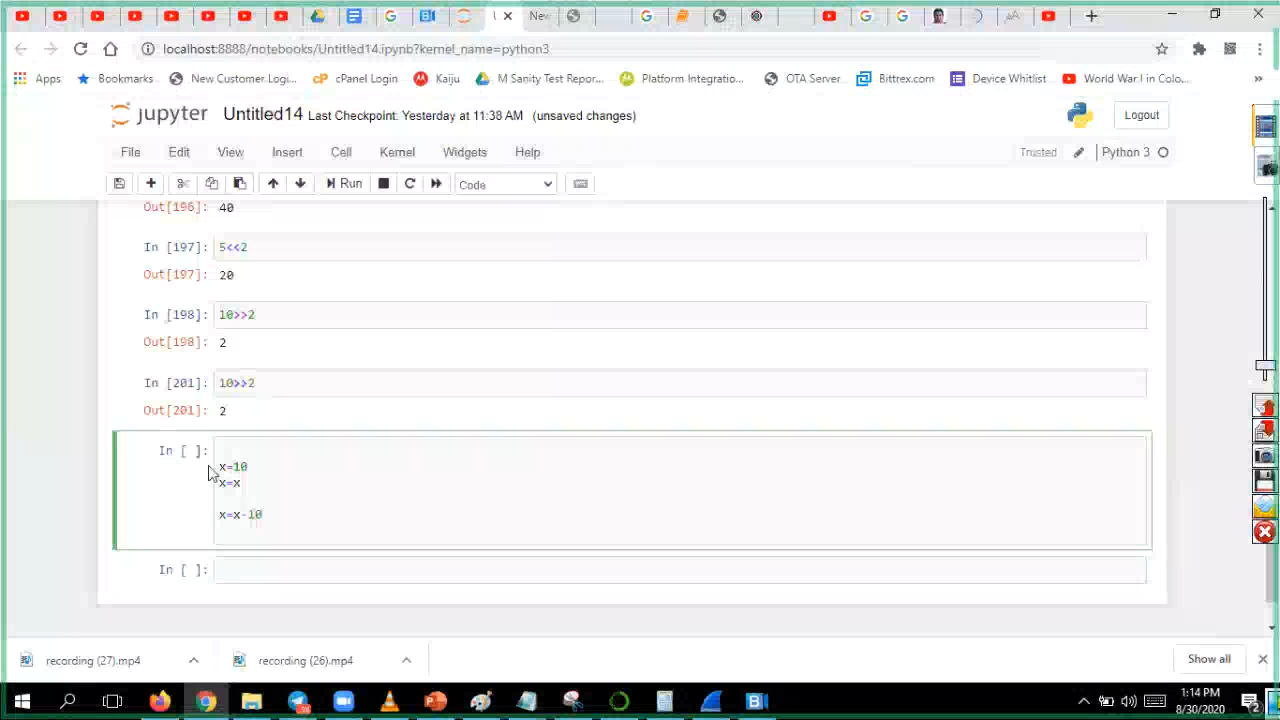 New
localhost:8888/notebooks/Untitled14.ipynb?kernel_name=python3
Apps Bookmarks New Customer Logi... cPanel Login Kaiju M Sanity Test Repor... Platform Integratio... OTA Server Bittrex.com Device Whitlist World War I in Colo... »
jupyter Untitled14 Last Checkpoint: Yesterday at 11:38 AM (unsaved changes) Logout
File Edit View Insert Cell Kernel Widgets Help Trusted Python 3
Run Code
Out[196]: 40
In [197]: 5<<2
Out[197]: 20
In [198]: 10>>2
Out[198]: 2
In [201]: 10>>2
Out[201]: 2
In [ ]:
x=10
x=x
x=x-10
In [ ]:
recording (27).mp4 recording (26).mp4 Show all
1:14 PM
8/30/2020